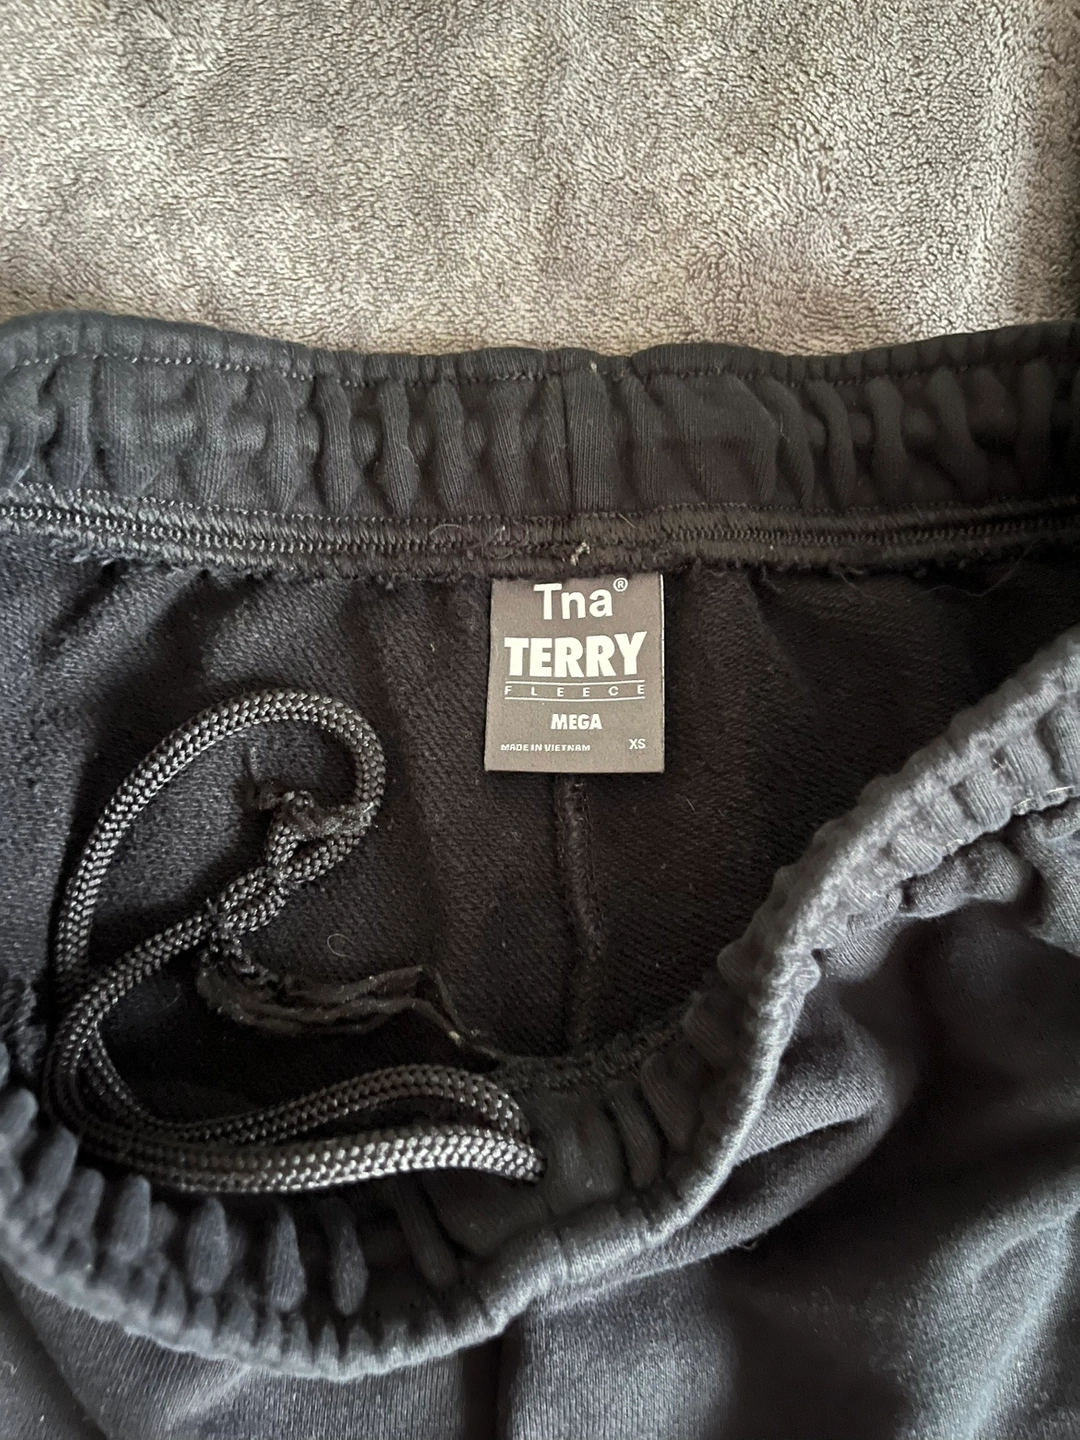 Tna®
TERRY
FLEECE
MEGA
MADE IN VIETNAM XS